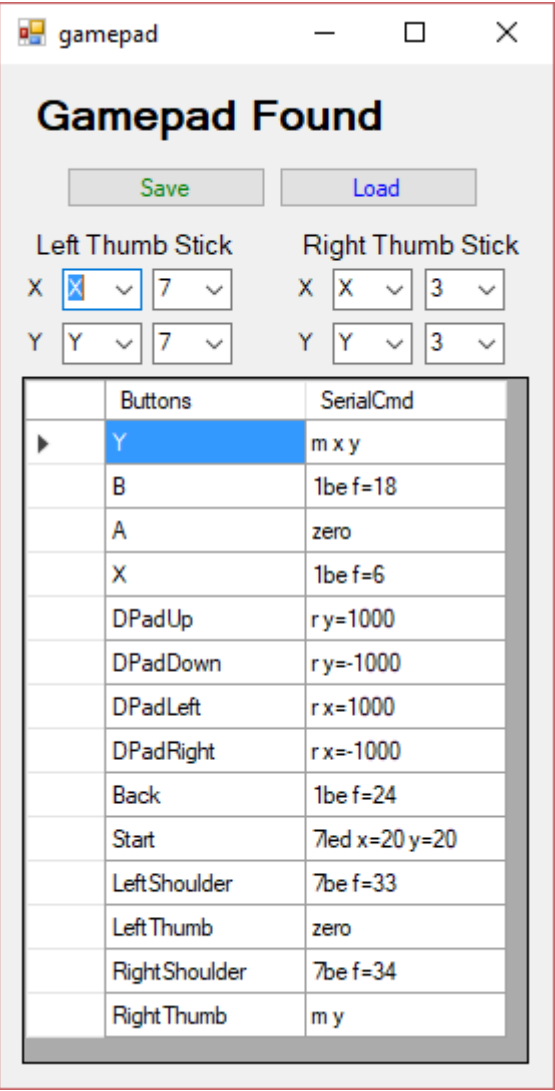 gamepad
Gamepad Found
Save Load
Left Thumb Stick Right Thumb Stick
X X 7 X X 3
Y Y 7 Y Y 3
Buttons SerialCmd
Y m x y
B 1be f=18
A zero
X 1be f=6
DPadUp r y=1000
DPadDown r y=-1000
DPadLeft r x=1000
DPadRight r x=-1000
Back 1be f=24
Start 7led x=20 y=20
LeftShoulder 7be f=33
LeftThumb zero
RightShoulder 7be f=34
RightThumb m y